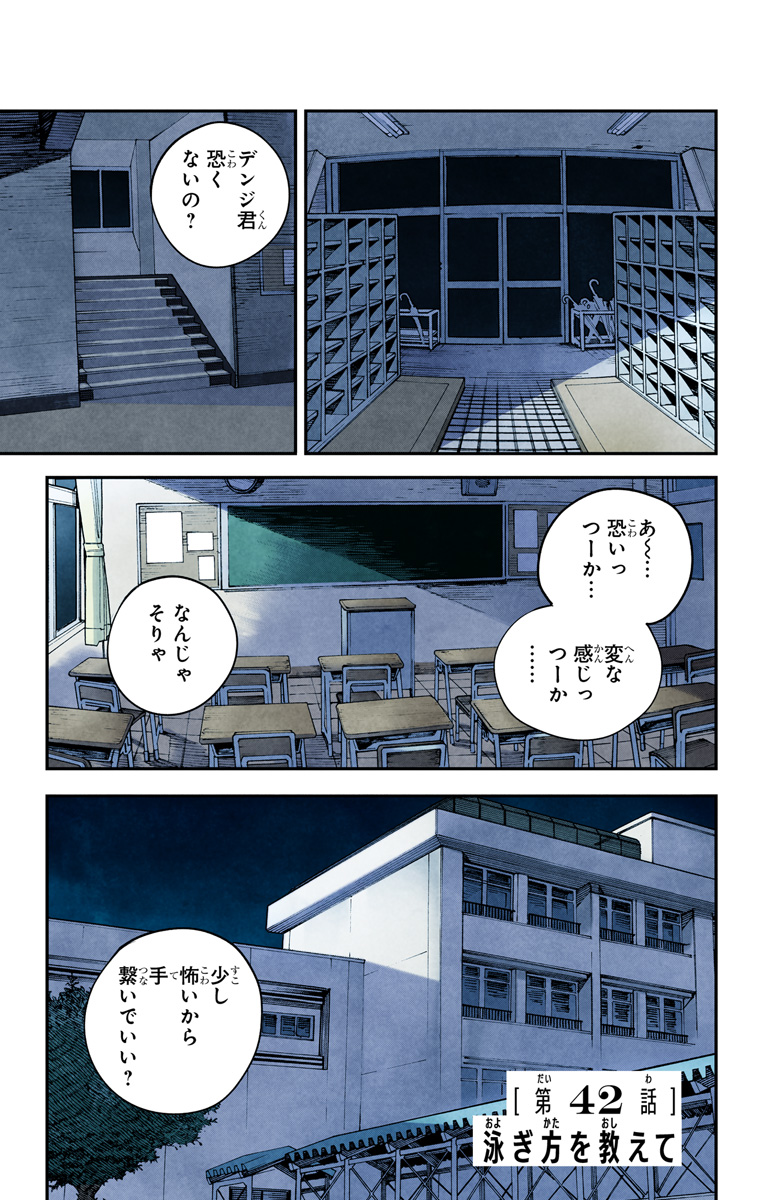 デンジ君
恐く
ないの？
あ〜…
恐いっ
つーか…
変な
感じっ
つーか
……
なんじゃ
そりゃ
少し
怖いから
手
繋いでいい？
［第42話］
泳ぎ方を教えて